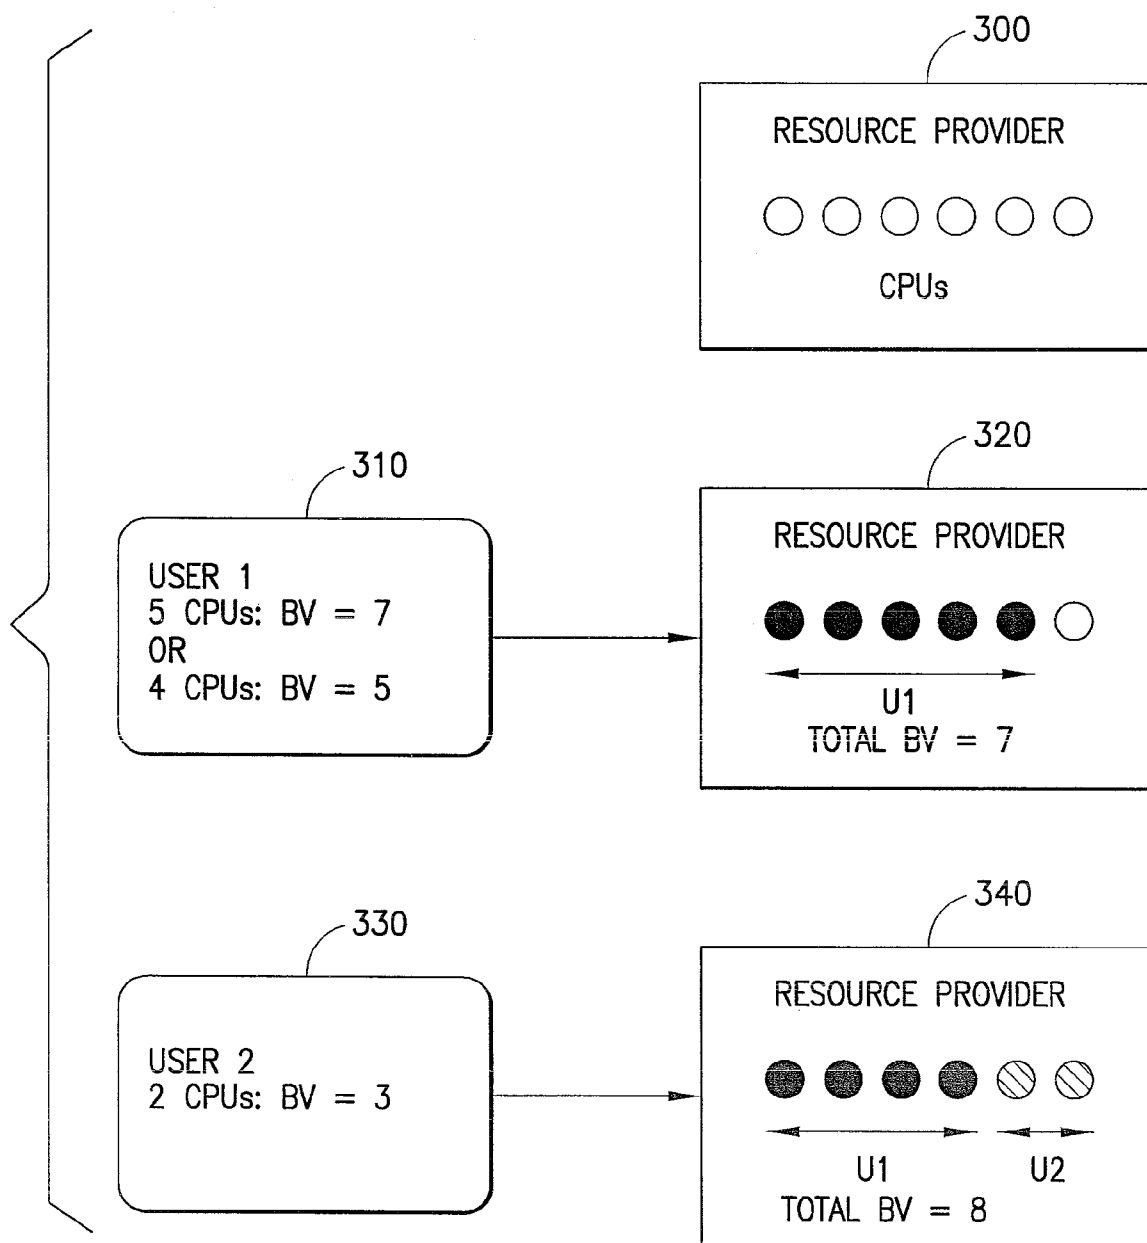 300
RESOURCE PROVIDER
CPUs
310
USER 1
5 CPUs: BV = 7
OR
4 CPUs: BV = 5
320
RESOURCE PROVIDER
U1
TOTAL BV = 7
330
USER 2
2 CPUs: BV = 3
340
RESOURCE PROVIDER
U1 U2
TOTAL BV = 8